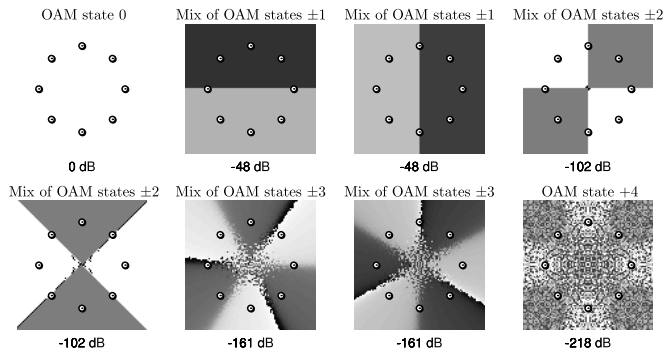 OAM state 0
Mix of OAM states ±1
Mix of OAM states ±1
Mix of OAM states ±2
0 dB
-48 dB
-48 dB
-102 dB
Mix of OAM states ±2
Mix of OAM states ±3
Mix of OAM states ±3
OAM state +4
-102 dB
-161 dB
-161 dB
-218 dB